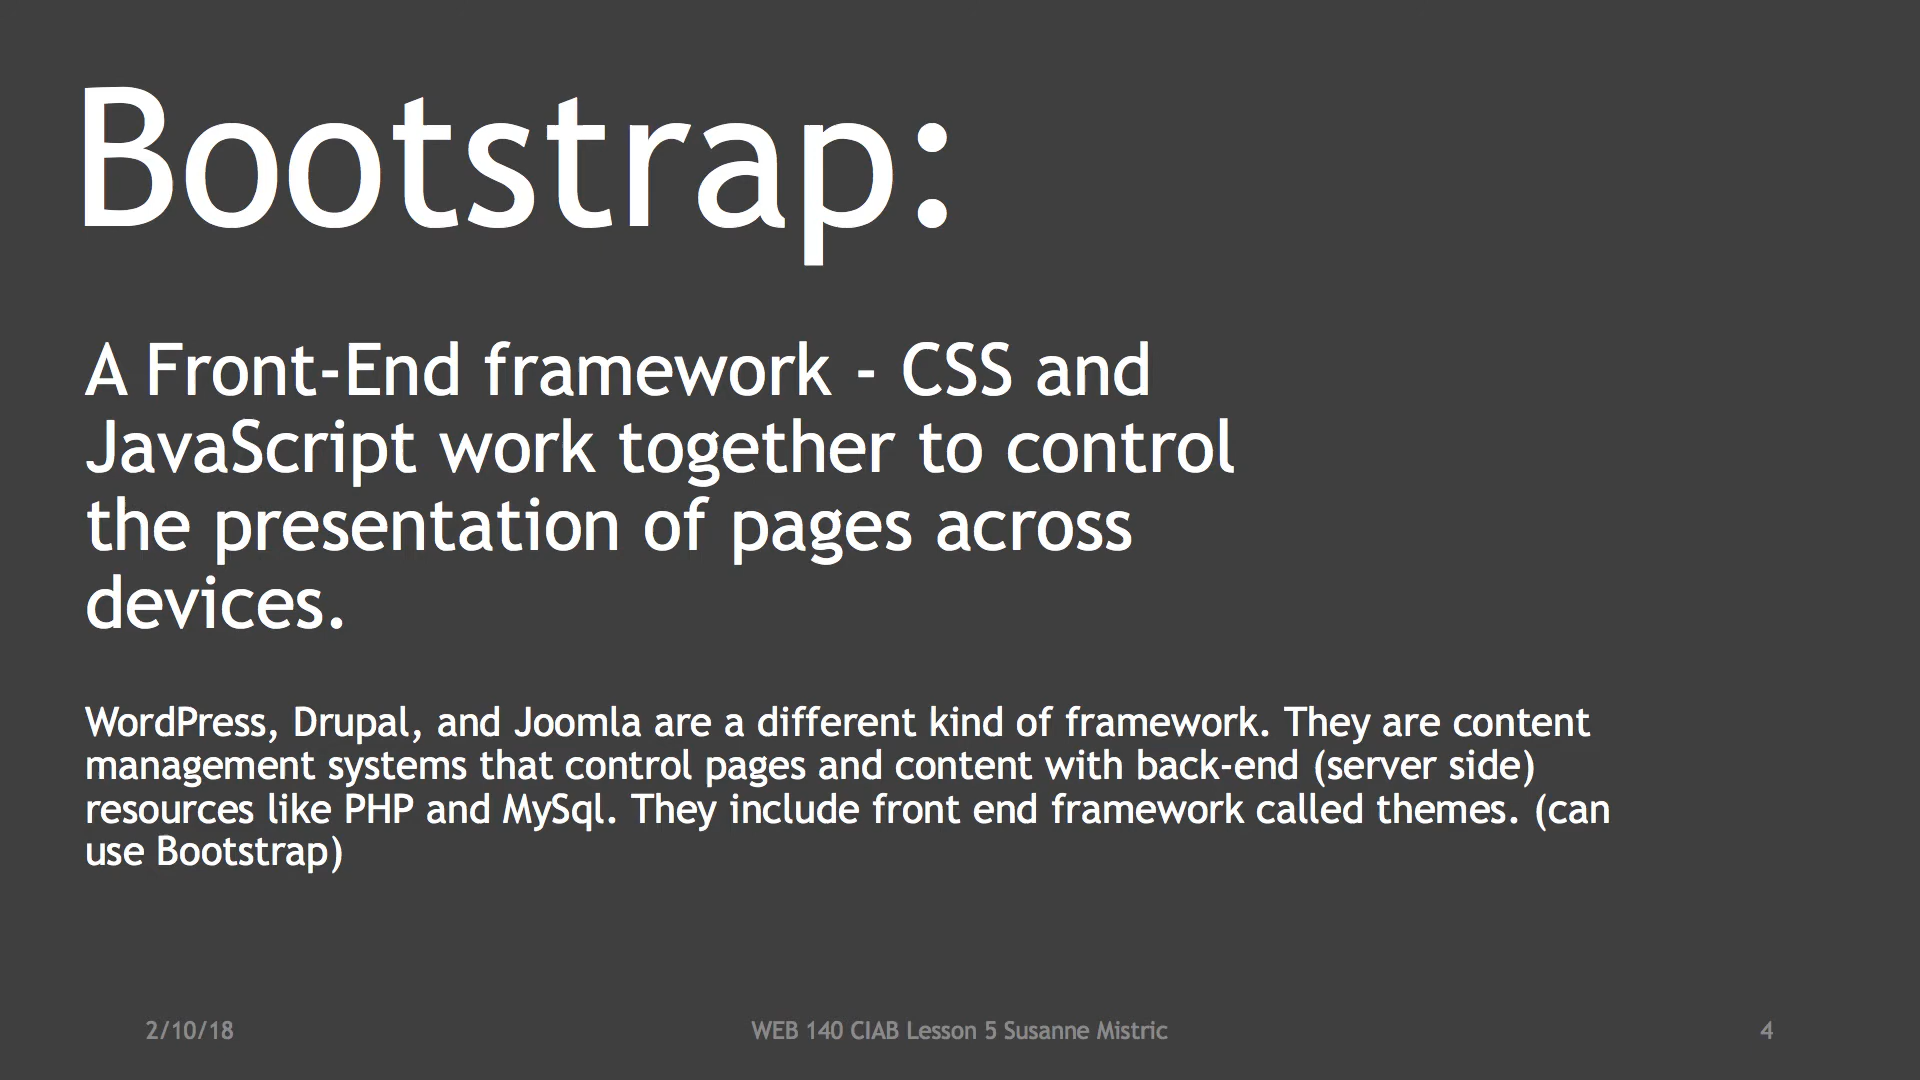 Bootstrap:
A Front-End framework - CSS and
JavaScript work together to control
the presentation of pages across
devices.
WordPress, Drupal, and Joomla are a different kind of framework. They are content
management systems that control pages and content with back-end (server side)
resources like PHP and MySql. They include front end framework called themes. (can
use Bootstrap)
2/10/18
WEB 140 CIAB Lesson 5 Susanne Mistric
4